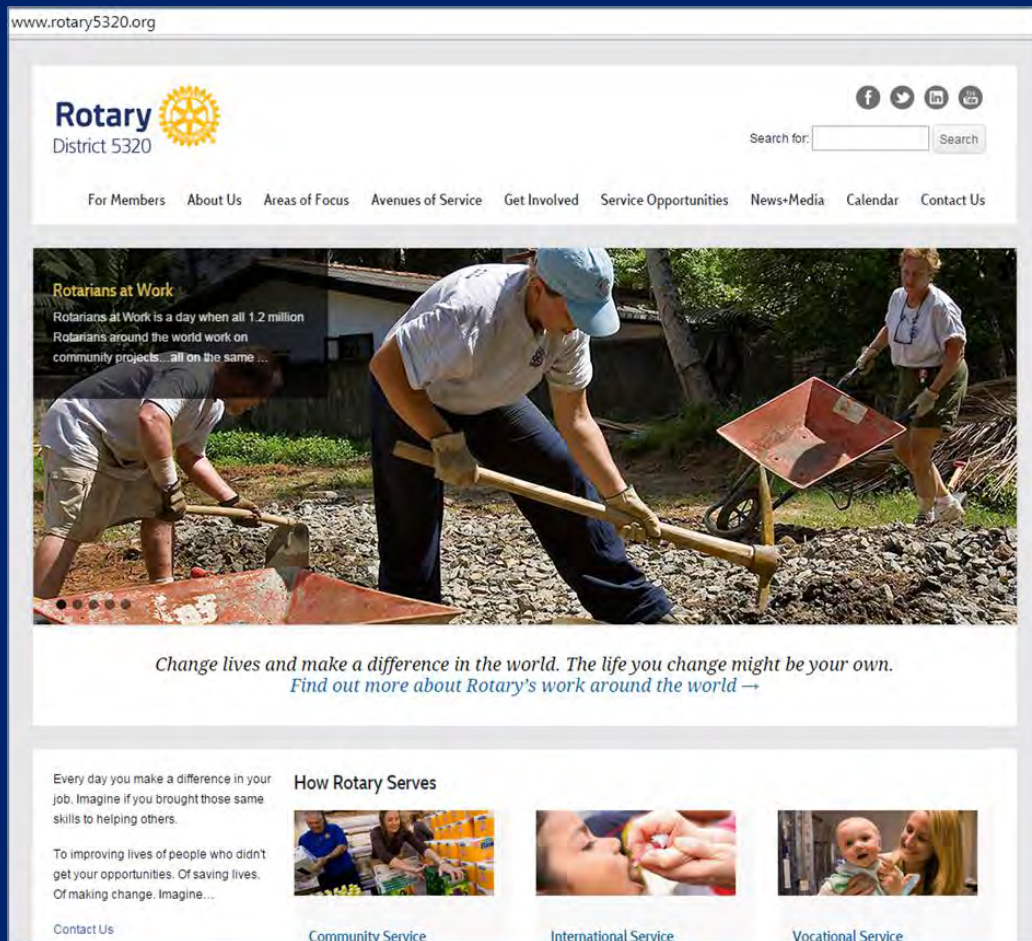 www.rotary5320.org
Rotary
District 5320
Search for:
Search
For Members About Us Areas of Focus Avenues of Service Get Involved Service Opportunities News+Media Calendar Contact Us
Rotarians at Work
Rotarians at Work is a day when all 1.2 million
Rotarians around the world work on
community projects...all on the same ...
Change lives and make a difference in the world. The life you change might be your own.
Find out more about Rotary's work around the world →
Every day you make a difference in your
job. Imagine if you brought those same
skills to helping others.
To improving lives of people who didn't
get your opportunities. Of saving lives.
Of making change. Imagine...
Contact Us
How Rotary Serves
Community Service
International Service
Vocational Service